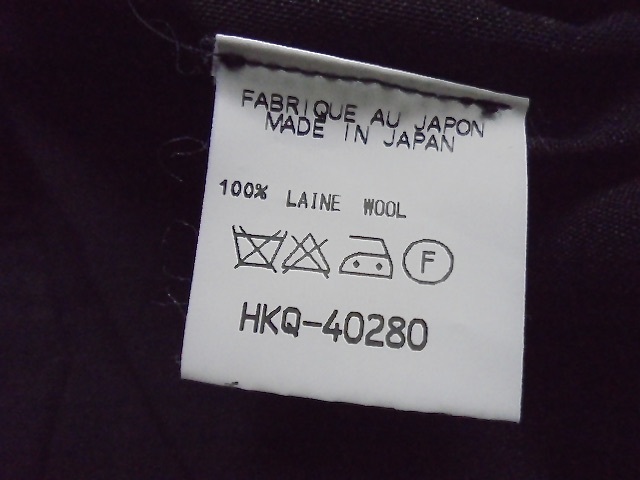 FABRIQUE AU JAPON
MADE IN JAPAN
100% LAINE WOOL
F
HKQ-40280